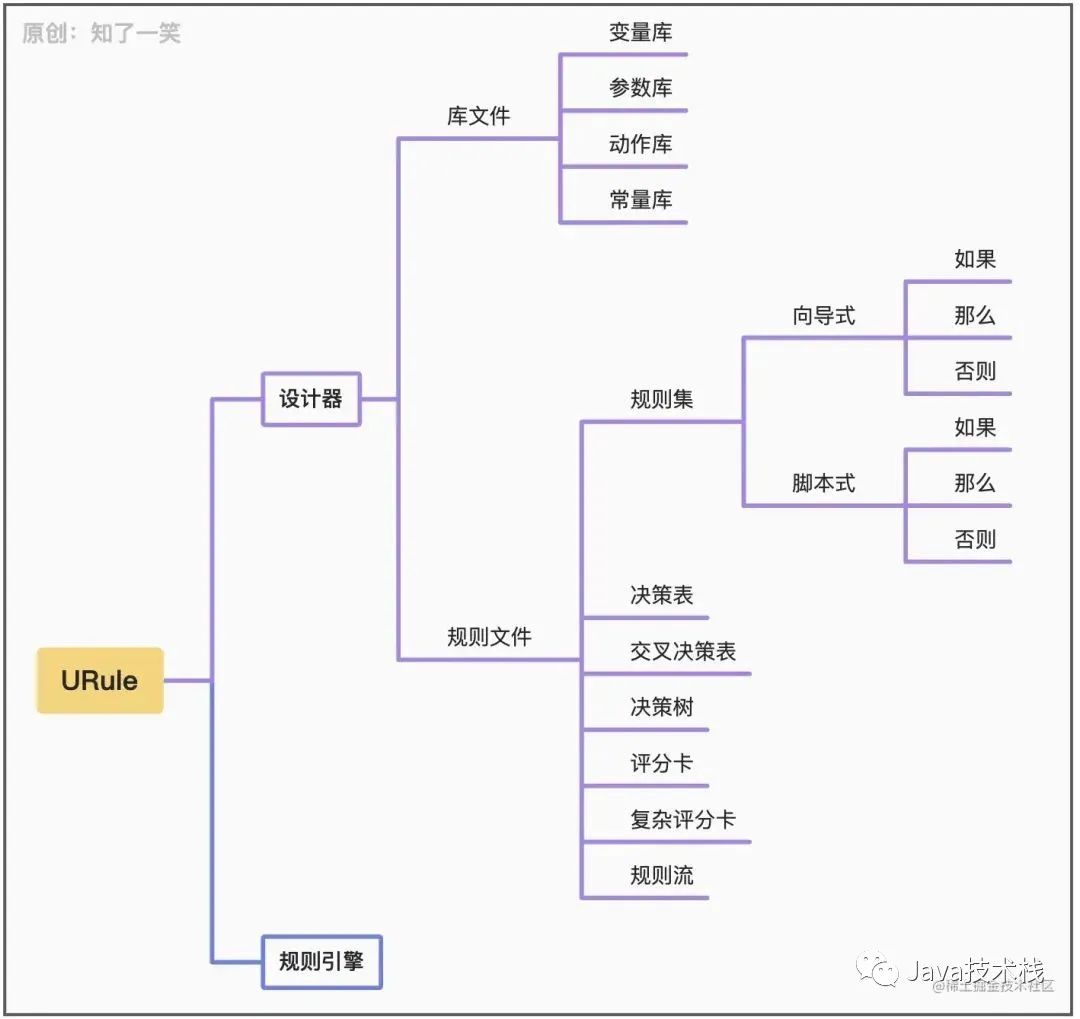 原创：知了一笑
变量库
参数库
动作库
常量库
库文件
设计器
规则文件
规则集
向导式
如果
那么
否则
脚本式
如果
那么
否则
决策表
交叉决策表
决策树
评分卡
复杂评分卡
规则流
URule
规则引擎
Java技术栈
@稀土掘金技术社区